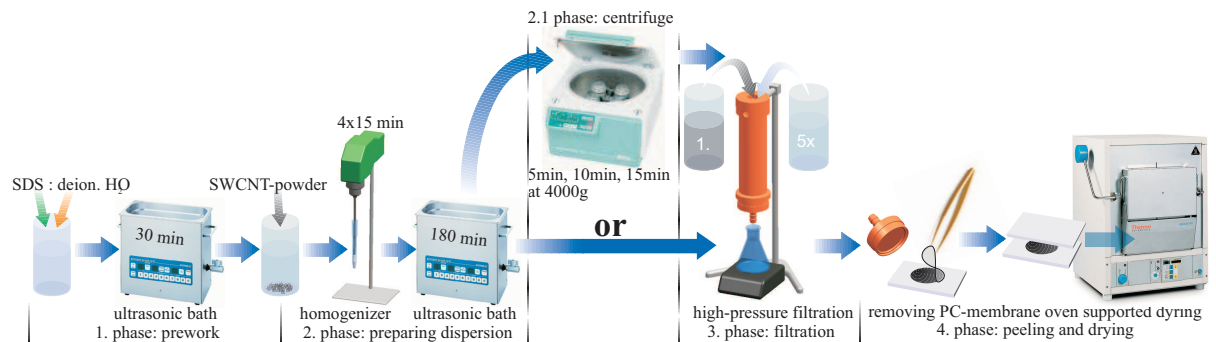 2.1 phase: centrifuge
4x15 min
1.
5x
5min, 10min, 15min
at 4000g
SDS : deion. HO
SWCNT-powder
or
30 min
180 min
ultrasonic bath
homogenizer
ultrasonic bath
high-pressure filtration
removing PC-membrane oven supported dyring
1. phase: prework
2. phase: preparing dispersion
3. phase: filtration
4. phase: peeling and drying